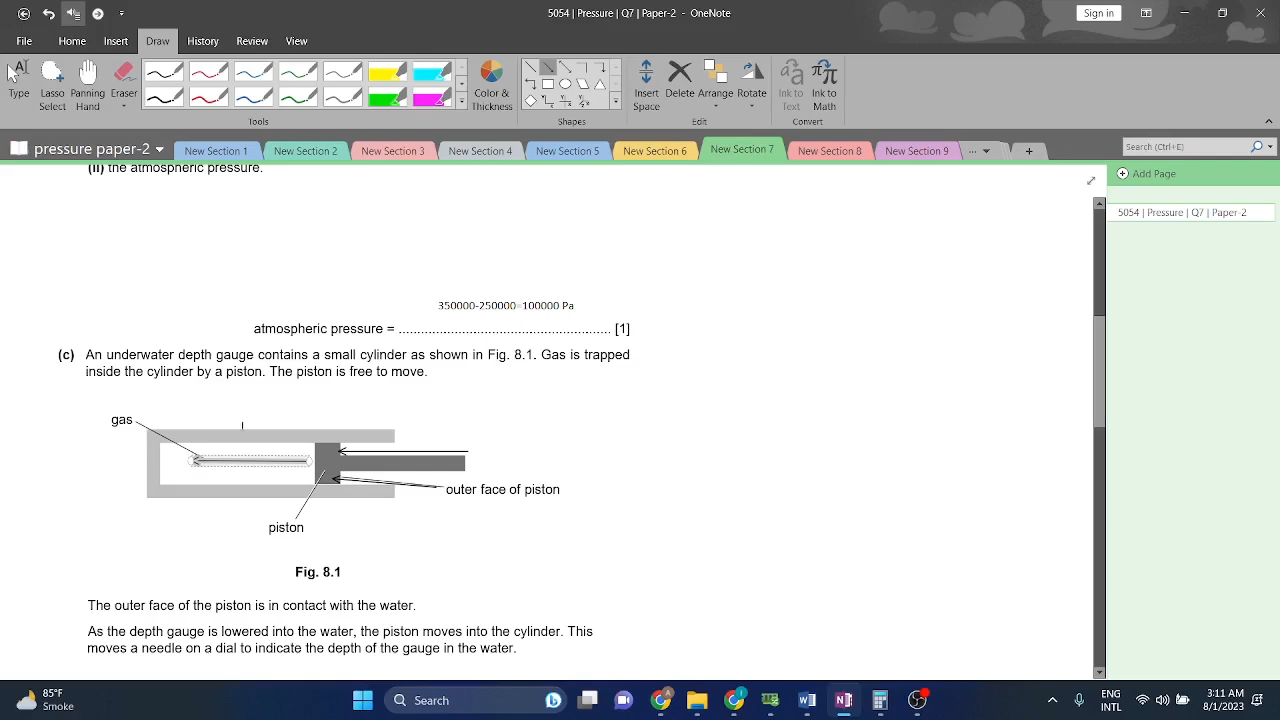 5054 | Pressure | Q7 | Paper-2 - OneNote
Sign in
File Home Insert Draw History Review View
Type
Lasso Select
Panning Hand
Eraser
Color & Thickness
Insert Space
Delete
Arrange
Rotate
Ink to Text
Ink to Math
Tools
Shapes
Edit
Convert
pressure paper-2
New Section 1
New Section 2
New Section 3
New Section 4
New Section 5
New Section 6
New Section 7
New Section 8
New Section 9
...
Search (Ctrl+E)
Add Page
5054 | Pressure | Q7 | Paper-2
(ii) the atmospheric pressure.
350000-250000=100000 Pa
atmospheric pressure = ......................................................... [1]
(c) An underwater depth gauge contains a small cylinder as shown in Fig. 8.1. Gas is trapped
inside the cylinder by a piston. The piston is free to move.
gas
outer face of piston
piston
Fig. 8.1
The outer face of the piston is in contact with the water.
As the depth gauge is lowered into the water, the piston moves into the cylinder. This
moves a needle on a dial to indicate the depth of the gauge in the water.
85°F
Smoke
Search
ENG
INTL
3:11 AM
8/1/2023